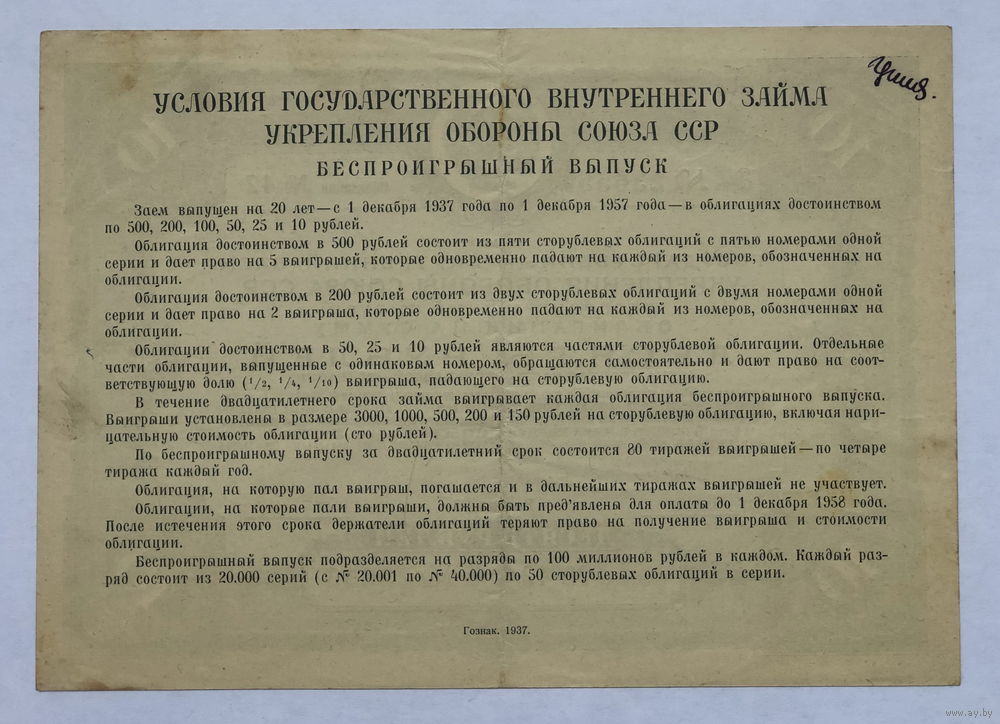 УСЛОВИЯ ГОСУДАРСТВЕННОГО ВНУТРЕННЕГО ЗАЙМА
УКРЕПЛЕНИЯ ОБОРОНЫ СОЮЗА ССР
БЕСПРОИГРЫШНЫЙ ВЫПУСК
Заем выпущен на 20 лет — с 1 декабря 1937 года по 1 декабря 1957 года — в облигациях достоинством
по 500, 200, 100, 50, 25 и 10 рублей.
Облигация достоинством в 500 рублей состоит из пяти сторублевых облигаций с пятью номерами одной
серии и дает право на 5 выигрышей, которые одновременно падают на каждый из номеров, обозначенных на
облигации.
Облигация достоинством в 200 рублей состоит из двух сторублевых облигаций с двумя номерами одной
серии и дает право на 2 выигрыша, которые одновременно падают на каждый из номеров, обозначенных на
облигации.
Облигации достоинством в 50, 25 и 10 рублей являются частями сторублевой облигации. Отдельные
части облигации, выпущенные с одинаковым номером, обращаются самостоятельно и дают право на соот-
ветствующую долю (1/2, 1/4, 1/10) выигрыша, падающего на сторублевую облигацию.
В течение двадцатилетнего срока займа выигрывает каждая облигация беспроигрышного выпуска.
Выигрыши установлены в размере 3000, 1000, 500, 200 и 150 рублей на сторублевую облигацию, включая нари-
цательную стоимость облигации (сто рублей).
По беспроигрышному выпуску за двадцатилетний срок состоится 80 тиражей выигрышей — по четыре
тиража каждый год.
Облигация, на которую пал выигрыш, погашается и в дальнейших тиражах выигрышей не участвует.
Облигации, на которые пали выигрыши, должны быть пред'явлены для оплаты до 1 декабря 1958 года.
После истечения этого срока держатели облигаций теряют право на получение выигрыша и стоимости
облигации.
Беспроигрышный выпуск подразделяется на разряды по 100 миллионов рублей в каждом. Каждый раз-
ряд состоит из 20.000 серий (с № 20.001 по № 40.000) по 50 сторублевых облигаций в серии.
Гознак. 1937.
www.ay.by